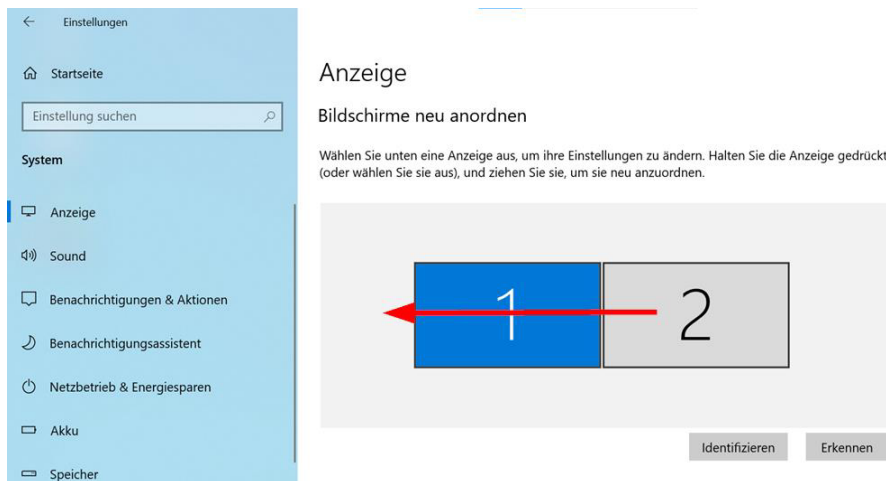 Einstellungen
Startseite
Einstellung suchen
System
Anzeige
Sound
Benachrichtigungen & Aktionen
Benachrichtigungsassistent
Netzbetrieb & Energiesparen
Akku
Speicher
Anzeige
Bildschirme neu anordnen
Wählen Sie unten eine Anzeige aus, um ihre Einstellungen zu ändern. Halten Sie die Anzeige gedrückt
(oder wählen Sie sie aus), und ziehen Sie sie, um sie neu anzuordnen.
1 2
Identifizieren Erkennen